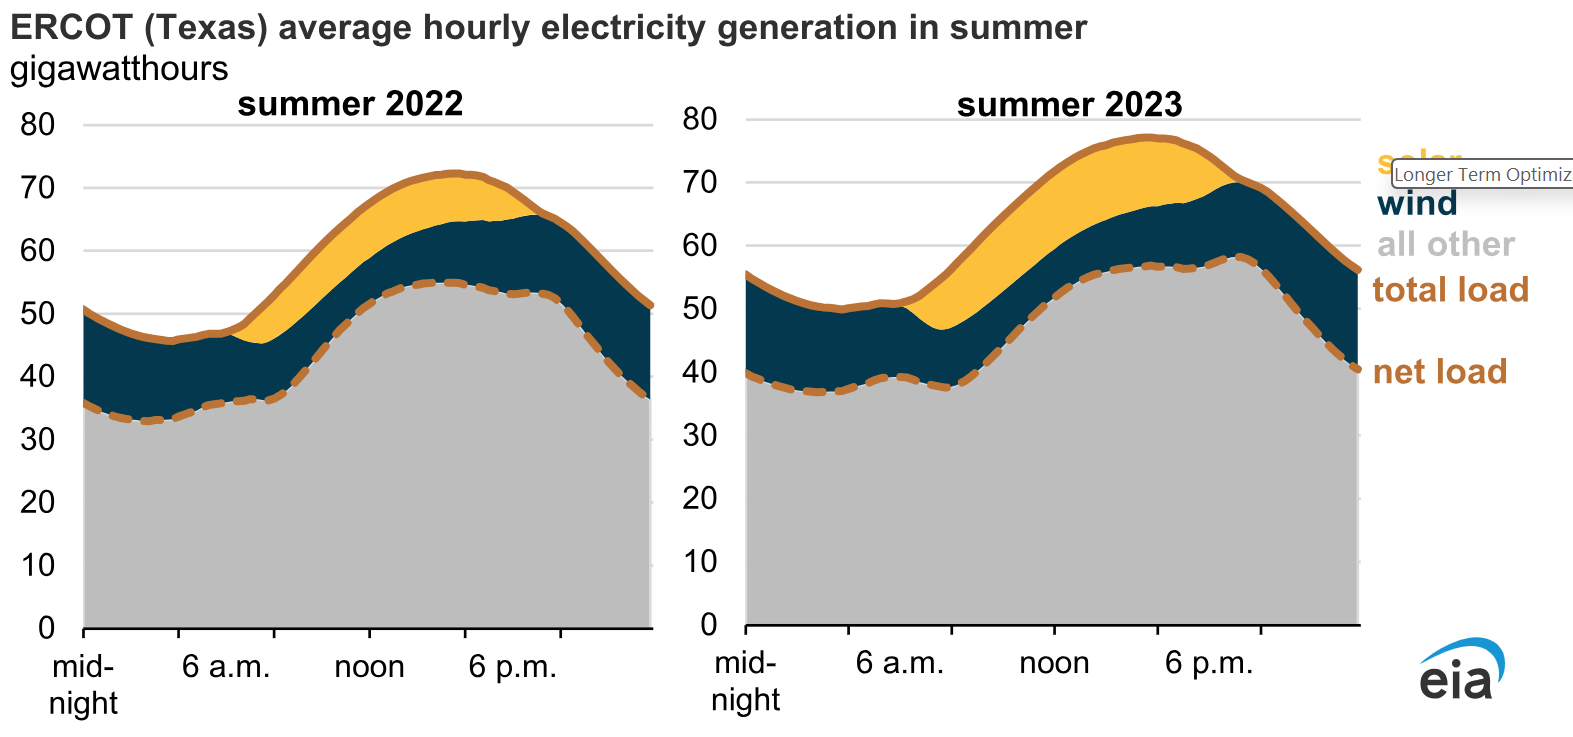 ERCOT (Texas) average hourly electricity generation in summer
gigawatthours
summer 2022
80
70
60
50
40
30
20
10
0
mid-
night
6 a.m.
noon
6 p.m.
summer 2023
80
70
60
50
40
30
20
10
0
mid-
night
6 a.m.
noon
6 p.m.
Longer Term Optimiz
wind
all other
total load
net load
eia